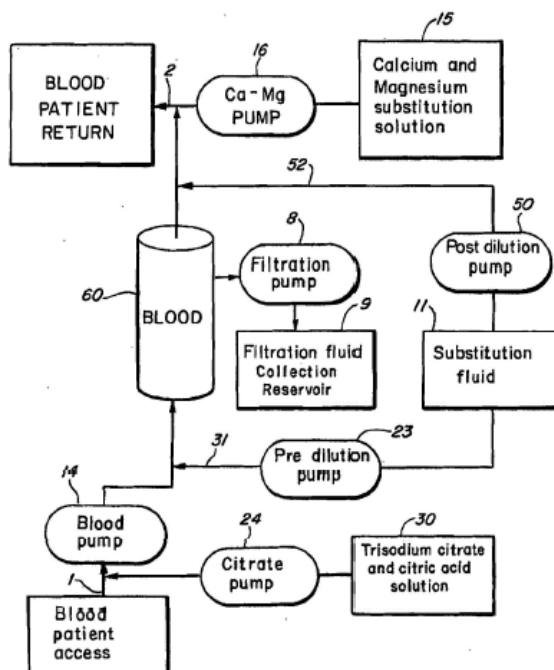 15
16
2
BLOOD
PATIENT
RETURN
Ca-Mg
PUMP
Calcium and
Magnesium
substitution
solution
52
50
8
Post dilution
pump
Filtration
pump
60
BLOOD
9
11
Filtration fluid
Collection
Reservoir
Substitution
fluid
31
23
Pre dilution
pump
14
Blood
pump
24
30
Citrate
pump
Trisodium citrate
and citric acid
solution
1
Blood
patient
access